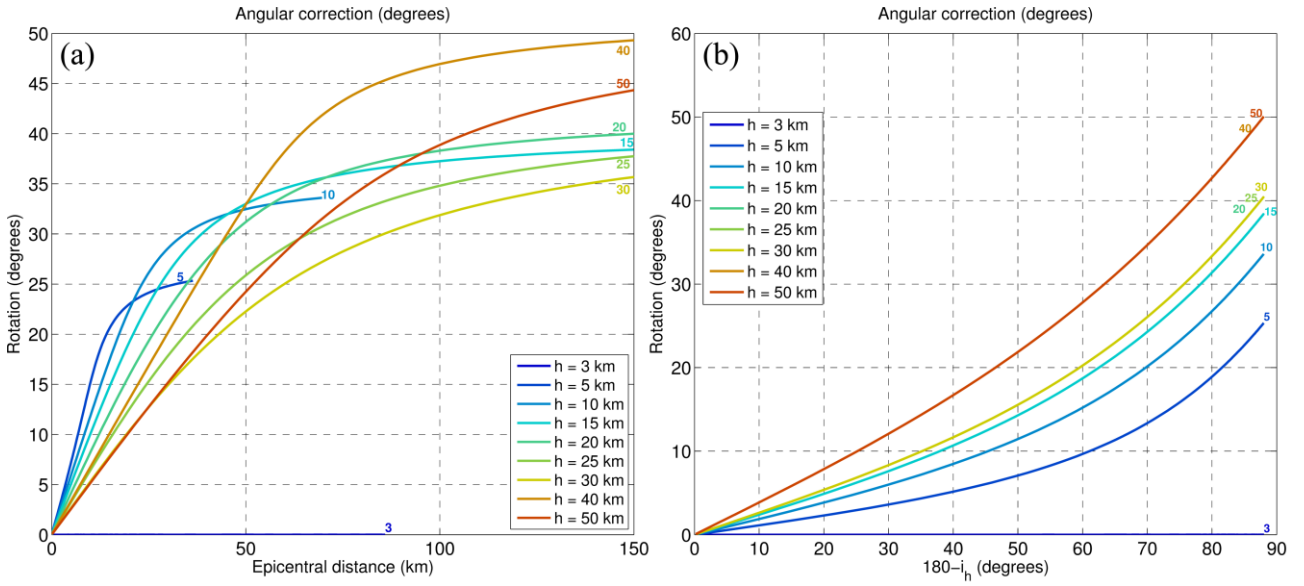 Angular correction (degrees)
(a)
Rotation (degrees)
50
45
40
35
30
25
20
15
10
5
0
40
50
20
15
25
30
10
5
3
h = 3 km
h = 5 km
h = 10 km
h = 15 km
h = 20 km
h = 25 km
h = 30 km
h = 40 km
h = 50 km
0 50 100 150
Epicentral distance (km)
Angular correction (degrees)
(b)
Rotation (degrees)
60
50
40
30
20
10
0
h = 3 km
h = 5 km
h = 10 km
h = 15 km
h = 20 km
h = 25 km
h = 30 km
h = 40 km
h = 50 km
50
40
30
25
20
15
10
5
3
0 10 20 30 40 50 60 70 80 90
180-i_h (degrees)